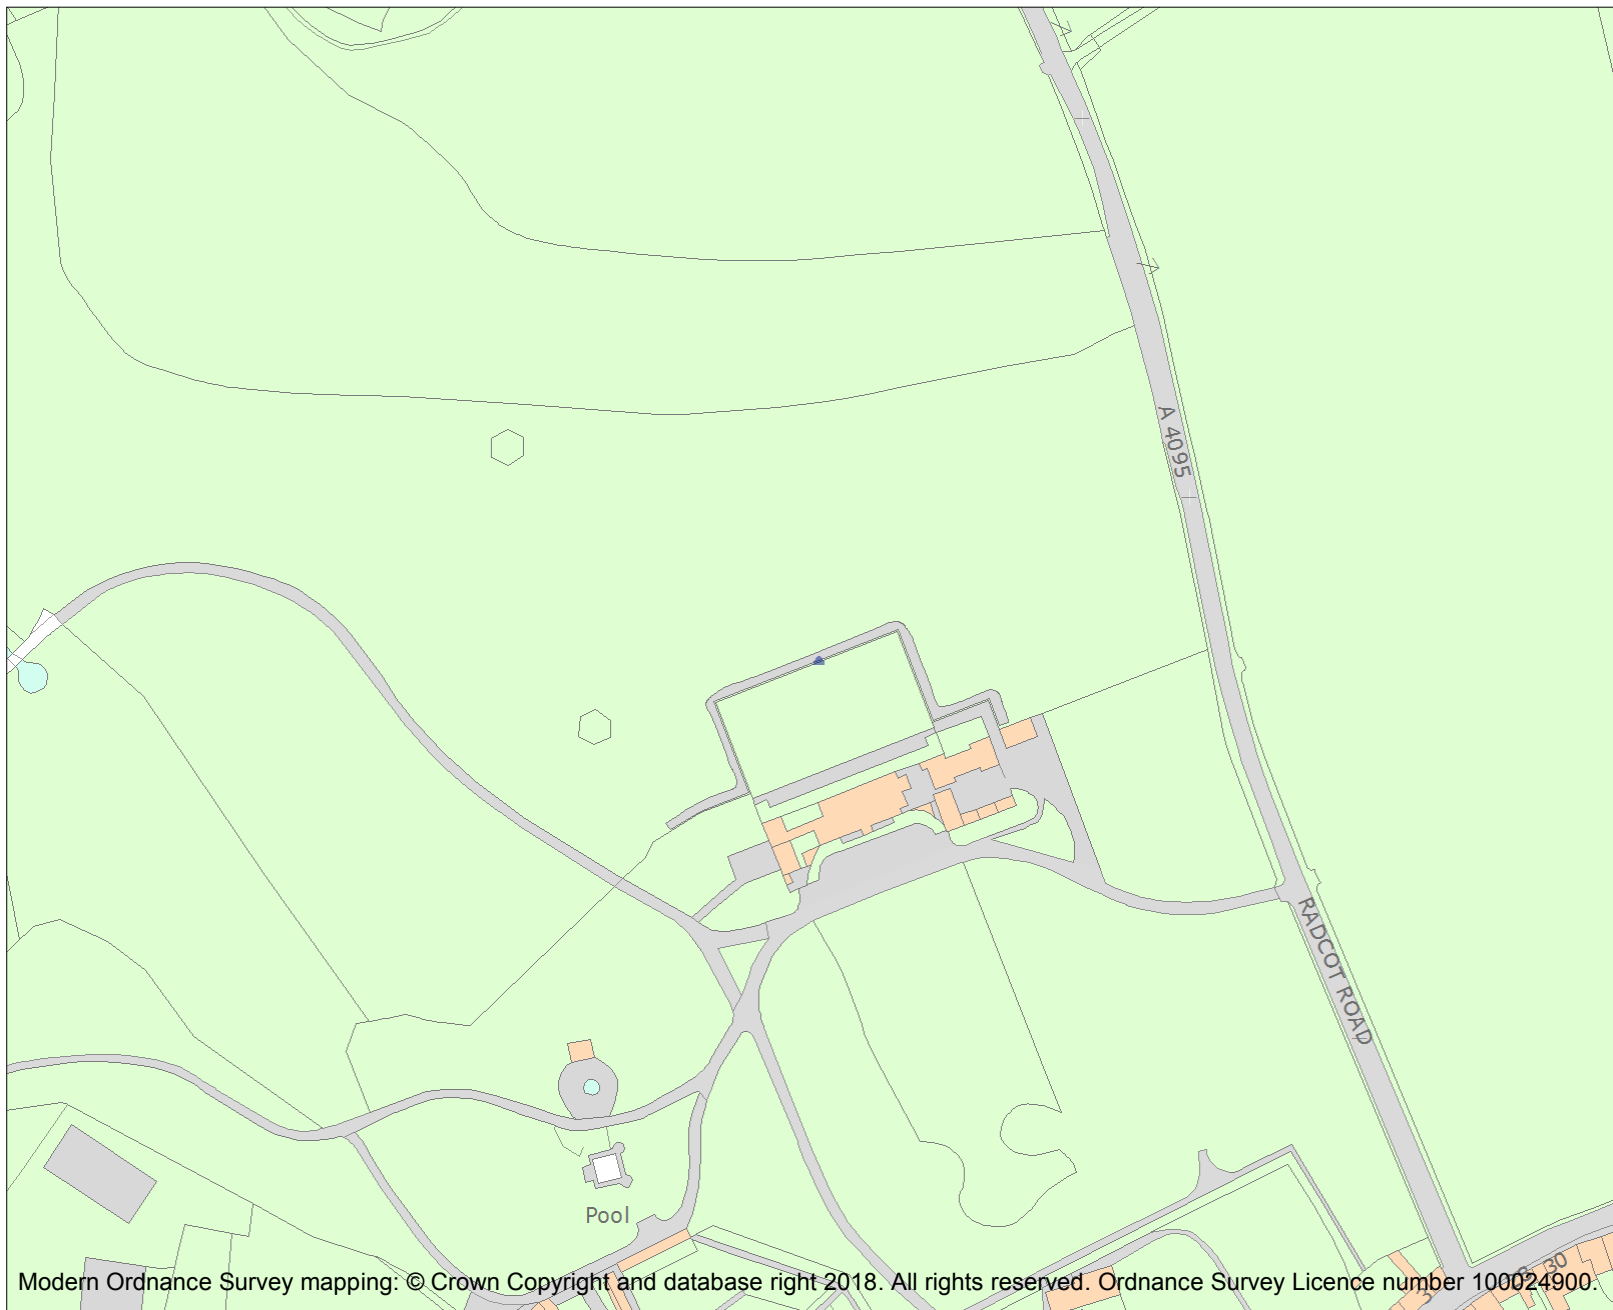 A 4095
RADCOT ROAD
Pool
30
Modern Ordnance Survey mapping: © Crown Copyright and database right 2018. All rights reserved. Ordnance Survey Licence number 100024900.